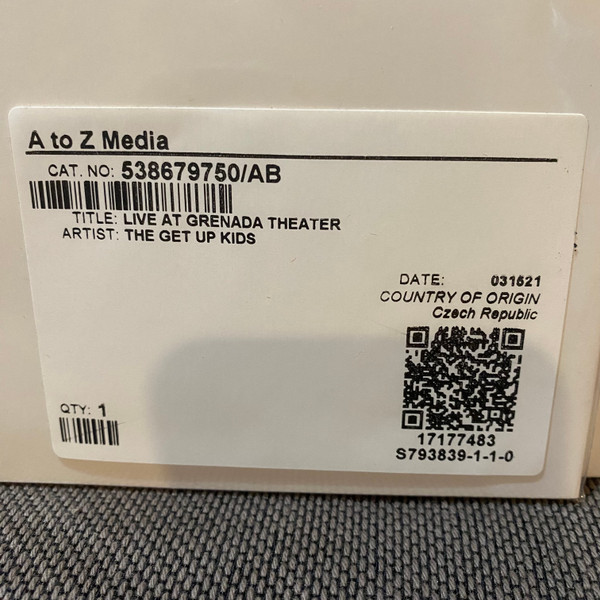 A to Z Media
CAT. NO: 538679750/AB
TITLE: LIVE AT GRENADA THEATER
ARTIST: THE GET UP KIDS
DATE: 031521
COUNTRY OF ORIGIN
Czech Republic
QTY: 1
17177483
S793839-1-1-0